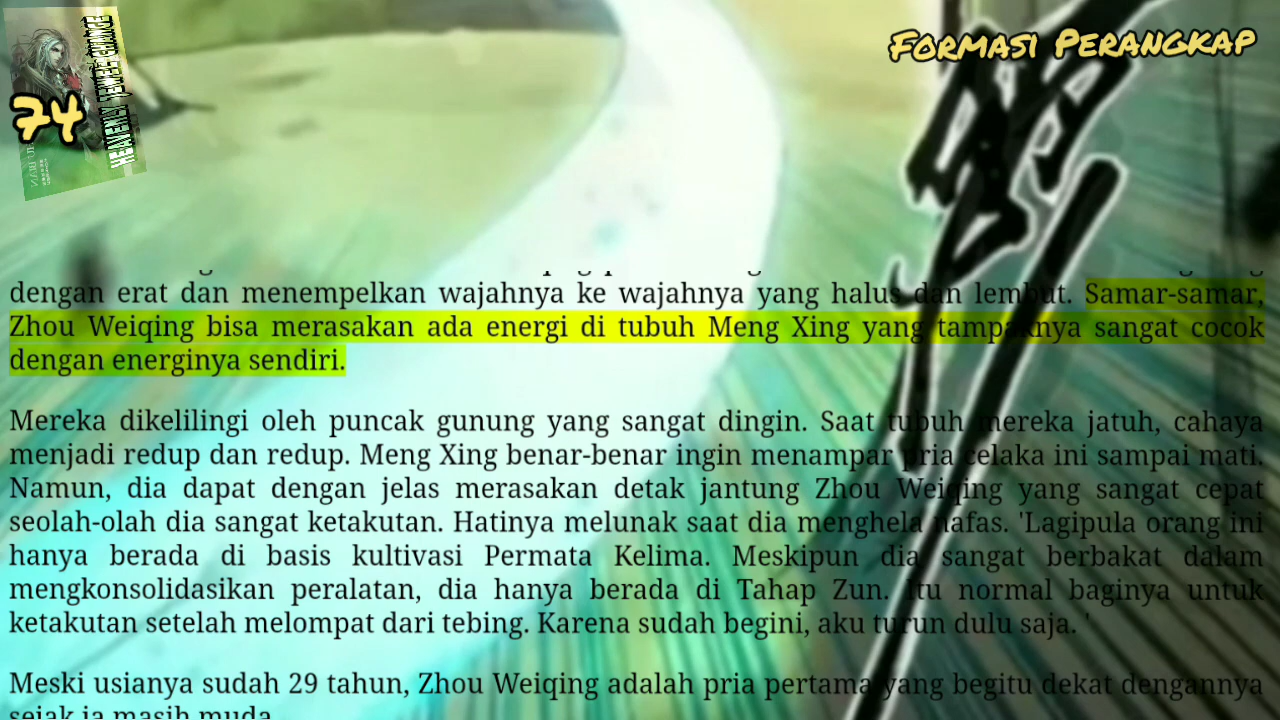 HEAVENLY JEWEL CHANGE
74
Formasi Perangkap
dengan erat dan menempelkan wajahnya ke wajahnya yang halus dan lembut. Samar-samar,
Zhou Weiqing bisa merasakan ada energi di tubuh Meng Xing yang tampaknya sangat cocok
dengan energinya sendiri.
Mereka dikelilingi oleh puncak gunung yang sangat dingin. Saat tubuh mereka jatuh, cahaya
menjadi redup dan redup. Meng Xing benar-benar ingin menampar pria celaka ini sampai mati.
Namun, dia dapat dengan jelas merasakan detak jantung Zhou Weiqing yang sangat cepat
seolah-olah dia sangat ketakutan. Hatinya melunak saat dia menghela nafas. 'Lagipula orang ini
hanya berada di basis kultivasi Permata Kelima. Meskipun dia sangat berbakat dalam
mengkonsolidasikan peralatan, dia hanya berada di Tahap Zun. Itu normal baginya untuk
ketakutan setelah melompat dari tebing. Karena sudah begini, aku turun dulu saja. '
Meski usianya sudah 29 tahun, Zhou Weiqing adalah pria pertama yang begitu dekat dengannya
sejak ia masih muda.